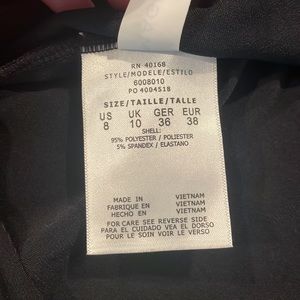 RN 40168
STYLE/MODELE/ESTILO
6008010
PO 4004518
SIZE/TAILLE/TALLE
US UK GER EUR
8 10 36 38
SHELL:
95% POLYESTER / POLIESTER
5% SPANDEX / ELASTANO
MADE IN VIETNAM
FABRIQUE EN VIETNAM
HECHO EN VIETNAM
FOR CARE SEE REVERSE SIDE
PARA EL CUIDADO VEA EL DORSO
POUR LE SOIN VOIR LE VERSO